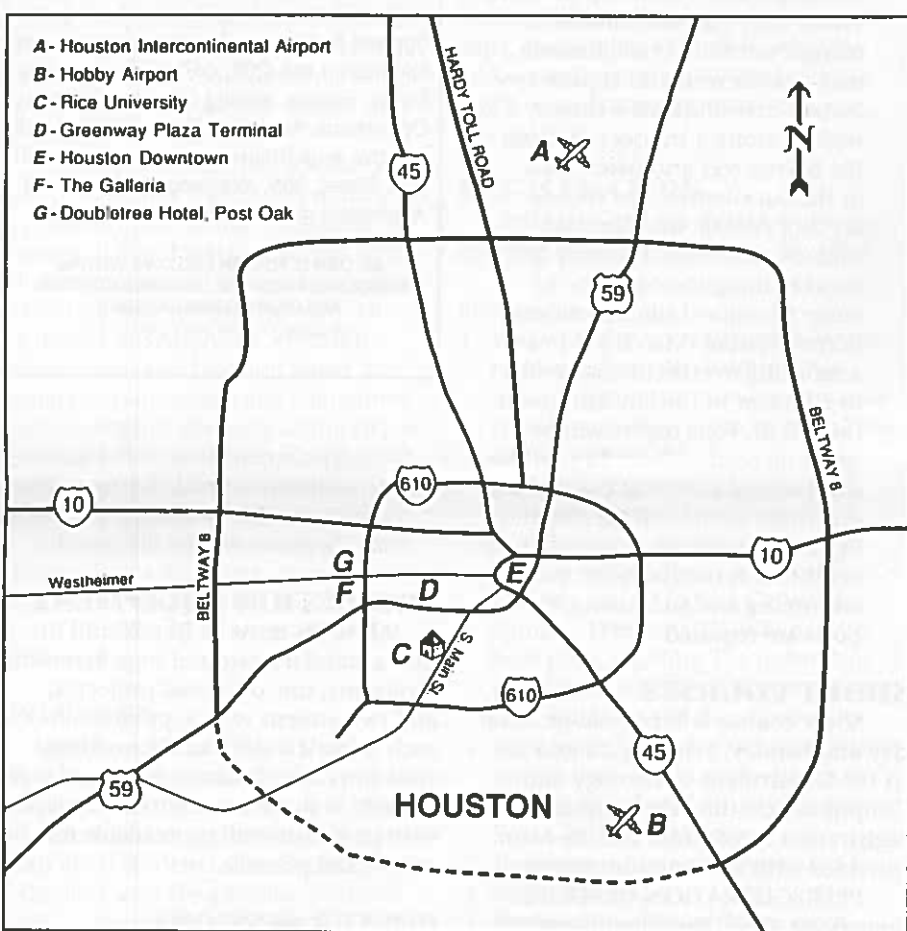 A - Houston Intercontinental Airport
B - Hobby Airport
C - Rice University
D - Greenway Plaza Terminal
E - Houston Downtown
F - The Galleria
G - Doubletree Hotel, Post Oak
45
HARDY TOLL ROAD
A
N
59
BELTWAY 8
610
10
10
BELTWAY 8
Westheimer
G
F
D
E
C
S. Main St.
610
45
59
HOUSTON
B